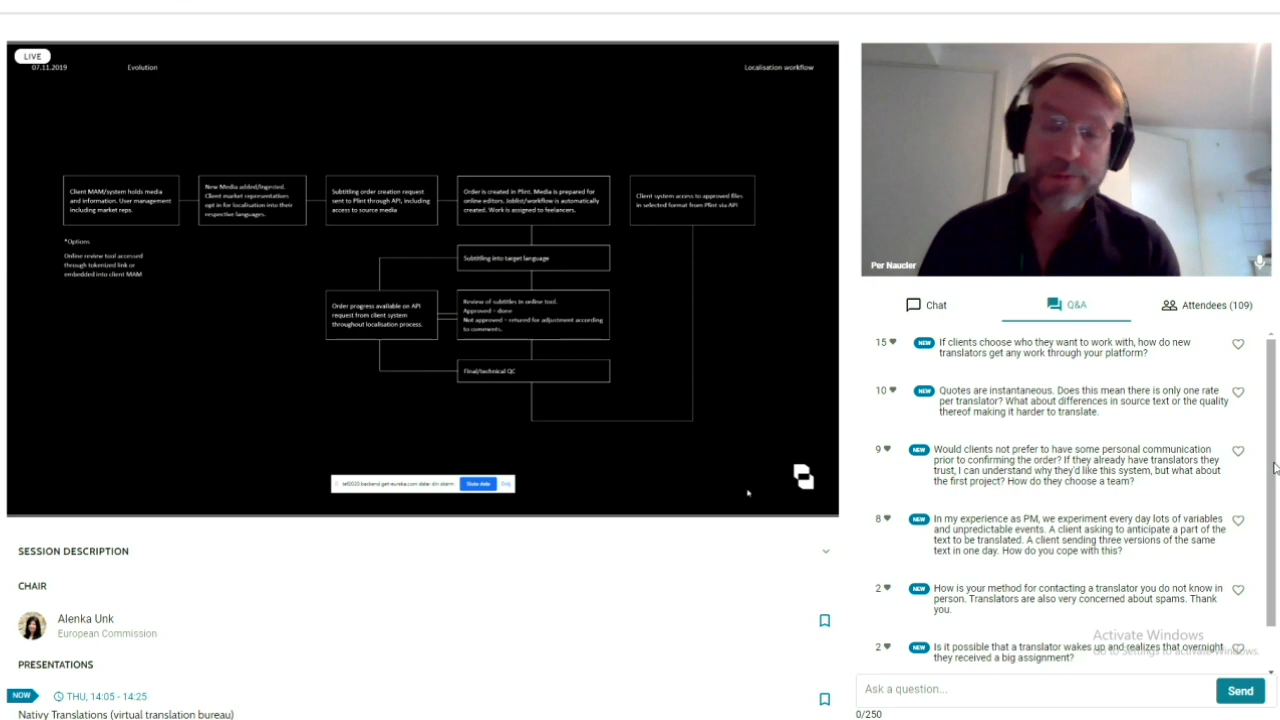 LIVE
07.11.2019
Evolution
Localisation workflow
Client MAM/system holds media
and information. User management
including market reps.
New Media added/ingested.
Client market representations
opt in for localisation into their
respective languages.
Subtitling order creation request
sent to Plint through API, including
access to source media
Order is created in Plint. Media is prepared for
online editors. Joblist/workflow is automatically
created. Work is assigned to feelancers.
Client system access to approved files
in selected format from Plint via API
*Options
Online review tool accessed
through tokenized link or
embedded into client MAM
Subtitling into target language
Order progress available on API
request from client system
throughout localisation process.
Review of subtitles in online tool.
Approved – done
Not approved – returned for adjustment according
to comments.
Final/technical QC
Per Naucler
Chat
Q&A
Attendees (109)
15
NEW
If clients choose who they want to work with, how do new
translators get any work through your platform?
10
NEW
Quotes are instantaneous. Does this mean there is only one rate
per translator? What about differences in source text or the quality
thereof making it harder to translate.
9
NEW
Would clients not prefer to have some personal communication
prior to confirming the order? If they already have translators they
trust, I can understand why they'd like this system, but what about
the first project? How do they choose a team?
8
NEW
In my experience as PM, we experiment every day lots of variables
and unpredictable events. A client asking to anticipate a part of the
text to be translated. A client sending three versions of the same
text in one day. How do you cope with this?
2
NEW
How is your method for contacting a translator you do not know in
person. Translators are also very concerned about spams. Thank
you.
2
NEW
Is it possible that a translator wakes up and realizes that overnight
they received a big assignment?
Activate Windows
Go to Settings to activate Windows.
Ask a question...
Send
0/250
SESSION DESCRIPTION
CHAIR
Alenka Unk
European Commission
PRESENTATIONS
NOW
THU, 14:05 - 14:25
Nativy Translations (virtual translation bureau)